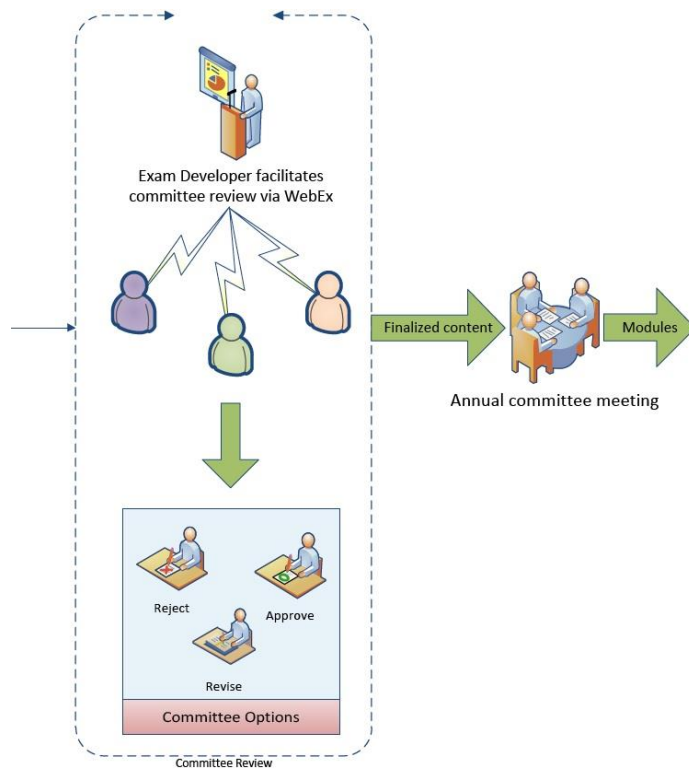 Exam Developer facilitates
committee review via WebEx
Finalized content
Modules
Annual committee meeting
Reject
Approve
Revise
Committee Options
Committee Review